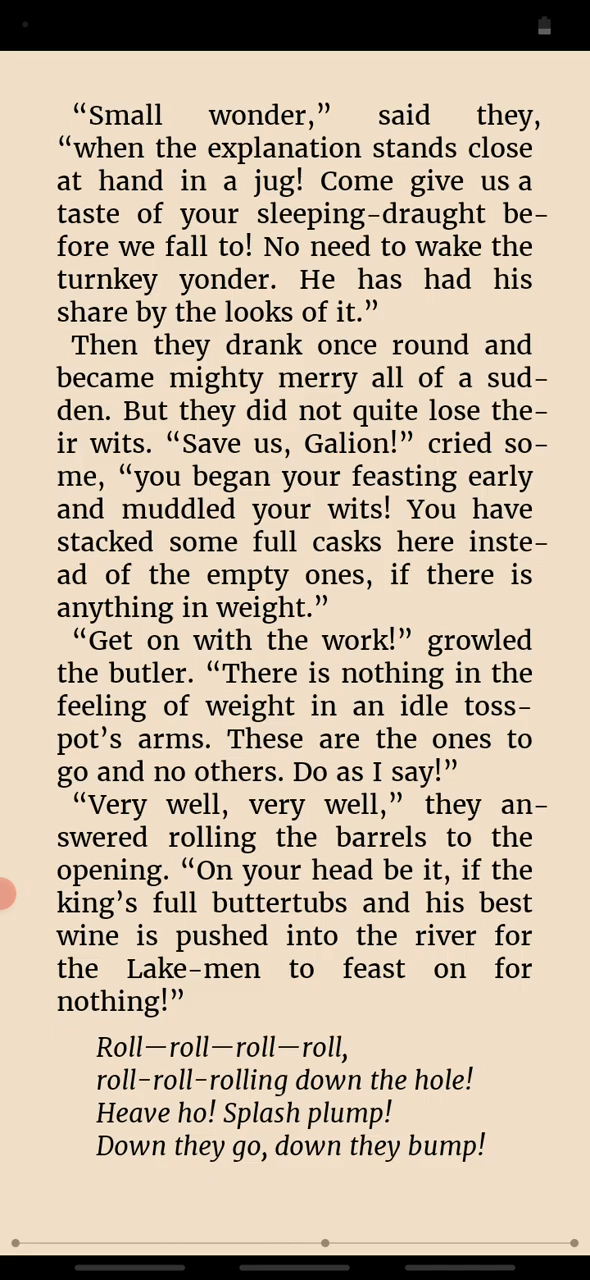 “Small wonder,” said they,
“when the explanation stands close
at hand in a jug! Come give us a
taste of your sleeping-draught be-
fore we fall to! No need to wake the
turnkey yonder. He has had his
share by the looks of it.”
Then they drank once round and
became mighty merry all of a sud-
den. But they did not quite lose the-
ir wits. “Save us, Galion!” cried so-
me, “you began your feasting early
and muddled your wits! You have
stacked some full casks here inste-
ad of the empty ones, if there is
anything in weight.”
“Get on with the work!” growled
the butler. “There is nothing in the
feeling of weight in an idle toss-
pot’s arms. These are the ones to
go and no others. Do as I say!”
“Very well, very well,” they an-
swered rolling the barrels to the
opening. “On your head be it, if the
king’s full buttertubs and his best
wine is pushed into the river for
the Lake-men to feast on for
nothing!”
Roll—roll—roll—roll,
roll-roll-rolling down the hole!
Heave ho! Splash plump!
Down they go, down they bump!